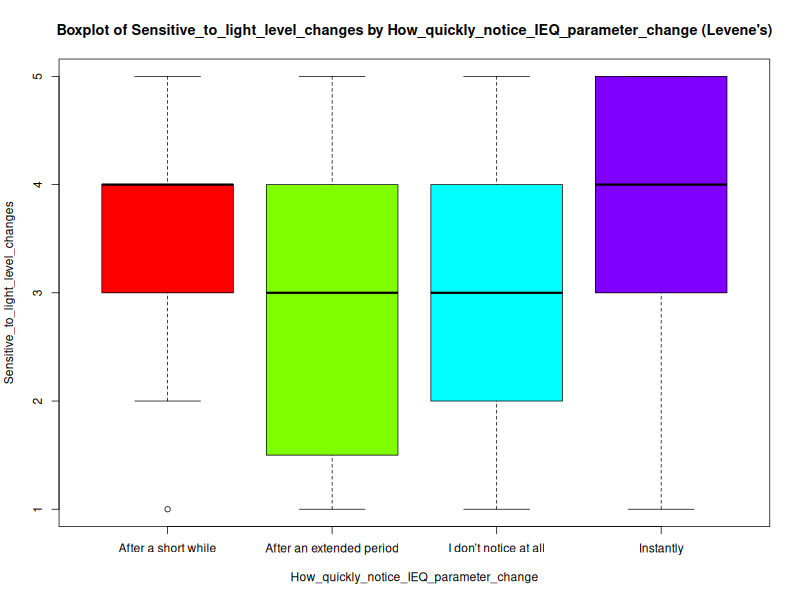 Boxplot of Sensitive_to_light_level_changes by How_quickly_notice_IEQ_parameter_change (Levene's)
Sensitive_to_light_level_changes
5
4
3
2
1
After a short while After an extended period I don't notice at all Instantly
How_quickly_notice_IEQ_parameter_change